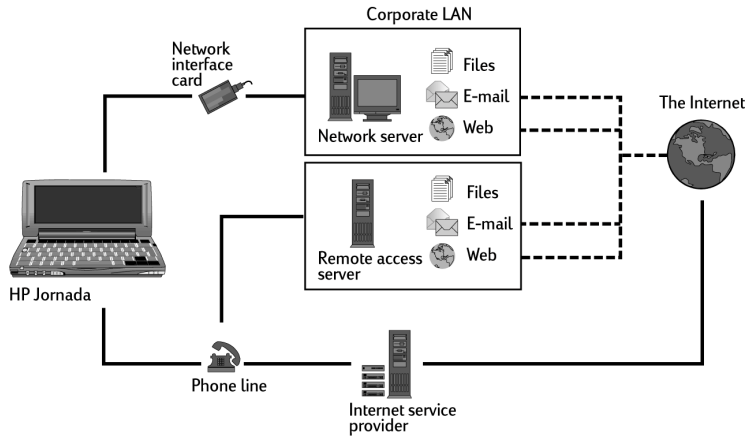 Corporate LAN
Network
interface
card
Files
E-mail
Web
Network server
The Internet
Files
E-mail
Web
Remote access
server
HP Jornada
Phone line
Internet service
provider